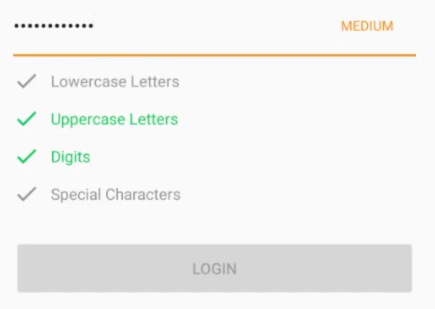 •••••••••••• MEDIUM
Lowercase Letters
Uppercase Letters
Digits
Special Characters
LOGIN